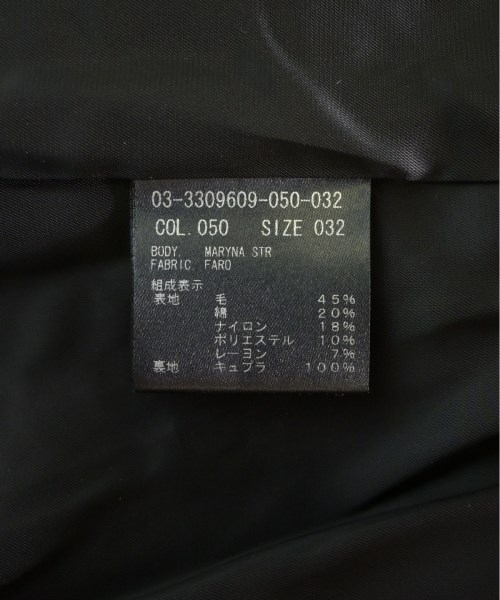 03-3309609-050-032
COL.050 SIZE 032
BODY. MARYNA STR
FABRIC. FARO
組成表示
表地 毛 45%
綿 20%
ナイロン 18%
ポリエステル 10%
レーヨン 7%
裏地 キュプラ 100%